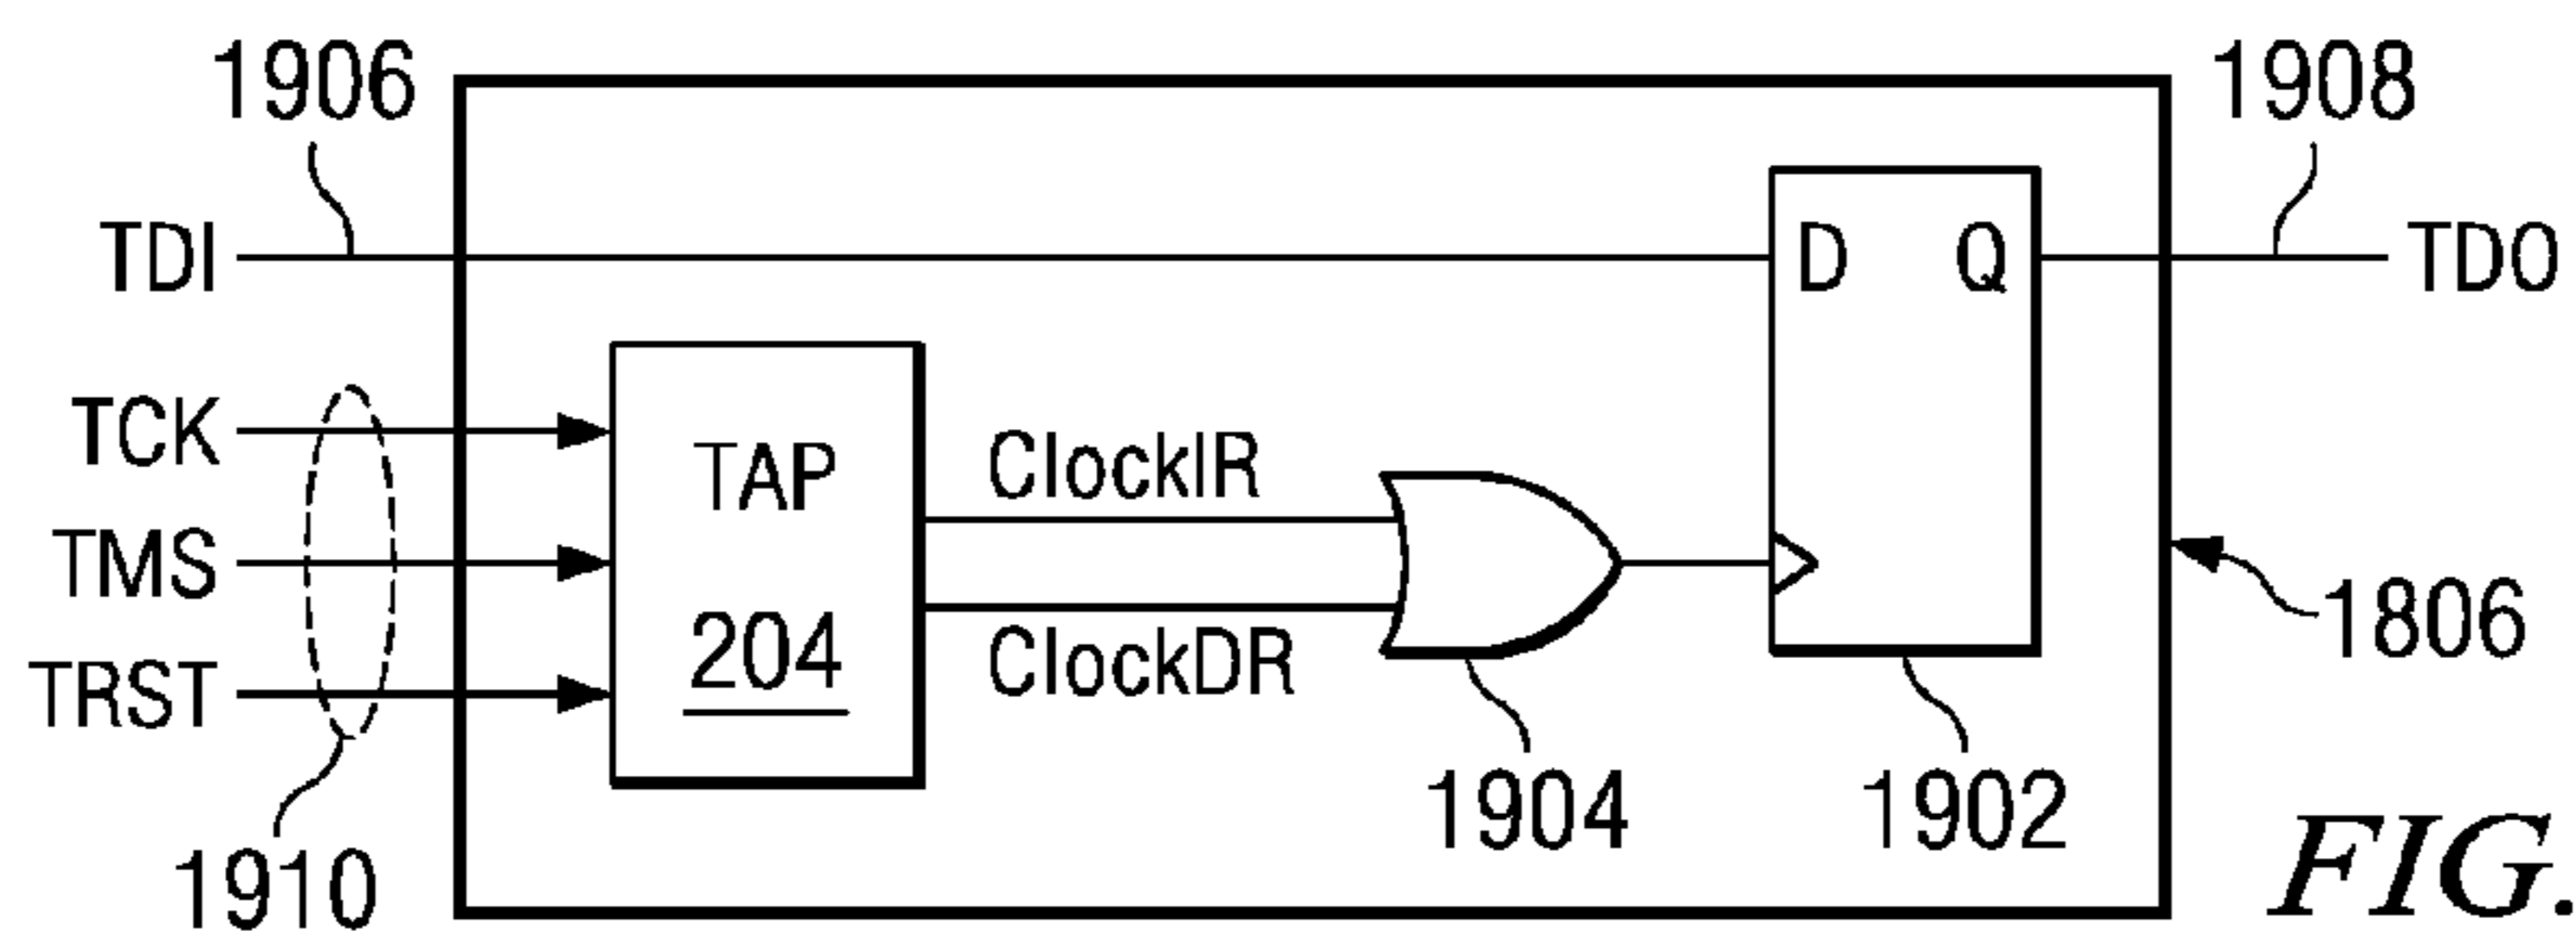 1906
1908
TDI
D
Q
TDO
TCK
TAP
ClockIR
TMS
204
ClockDR
1806
TRST
1904
1902
1910
FIG.